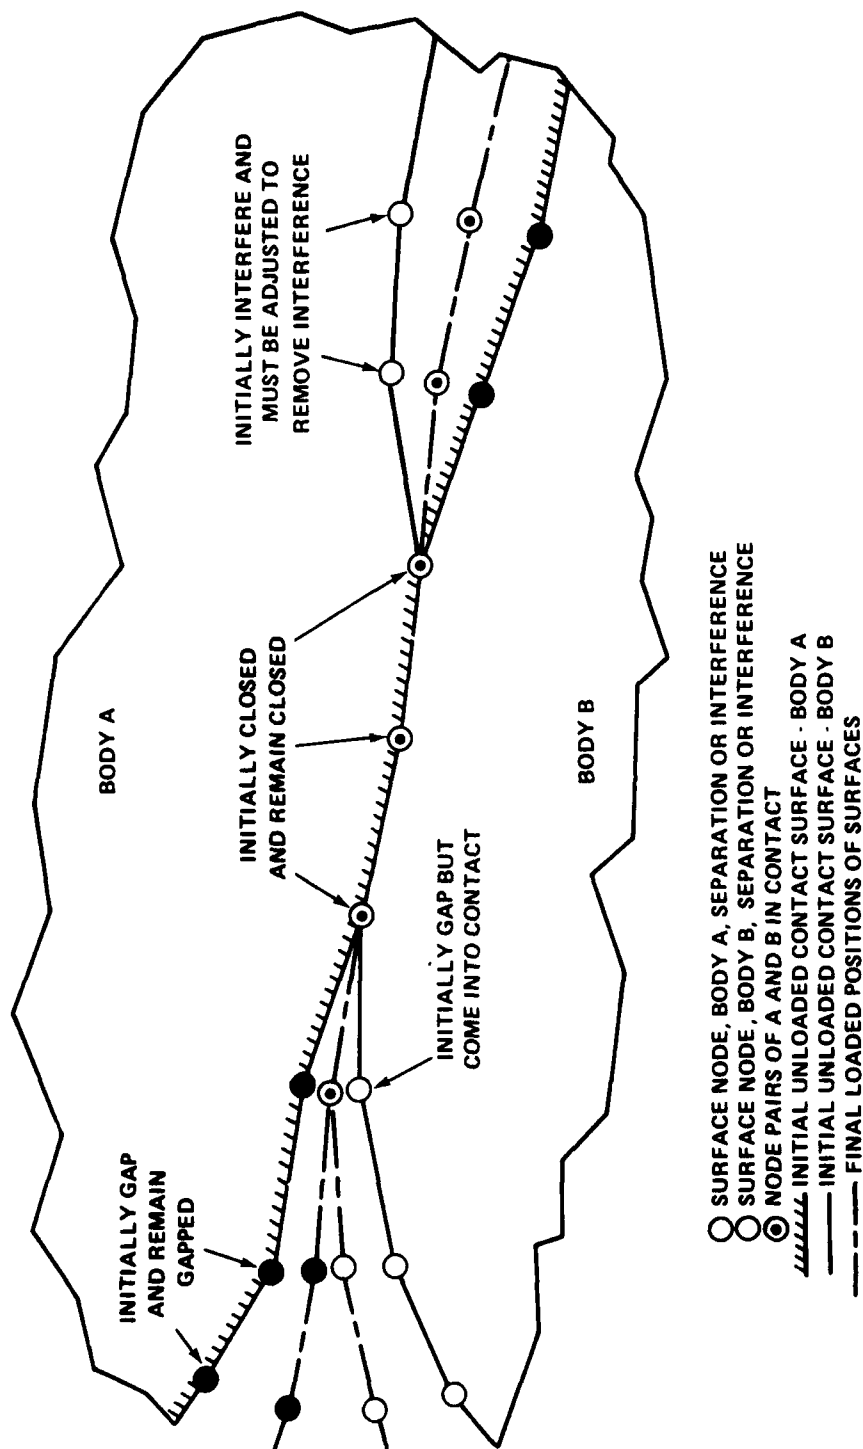 INITIALLY GAP
AND REMAIN
GAPPED
INITIALLY CLOSED
AND REMAIN CLOSED
INITIALLY INTERFERE AND
MUST BE ADJUSTED TO
REMOVE INTERFERENCE
BODY A
INITIALLY GAP BUT
COME INTO CONTACT
BODY B
SURFACE NODE, BODY A, SEPARATION OR INTERFERENCE
SURFACE NODE, BODY B, SEPARATION OR INTERFERENCE
NODE PAIRS OF A AND B IN CONTACT
INITIAL UNLOADED CONTACT SURFACE - BODY A
INITIAL UNLOADED CONTACT SURFACE - BODY B
FINAL LOADED POSITIONS OF SURFACES